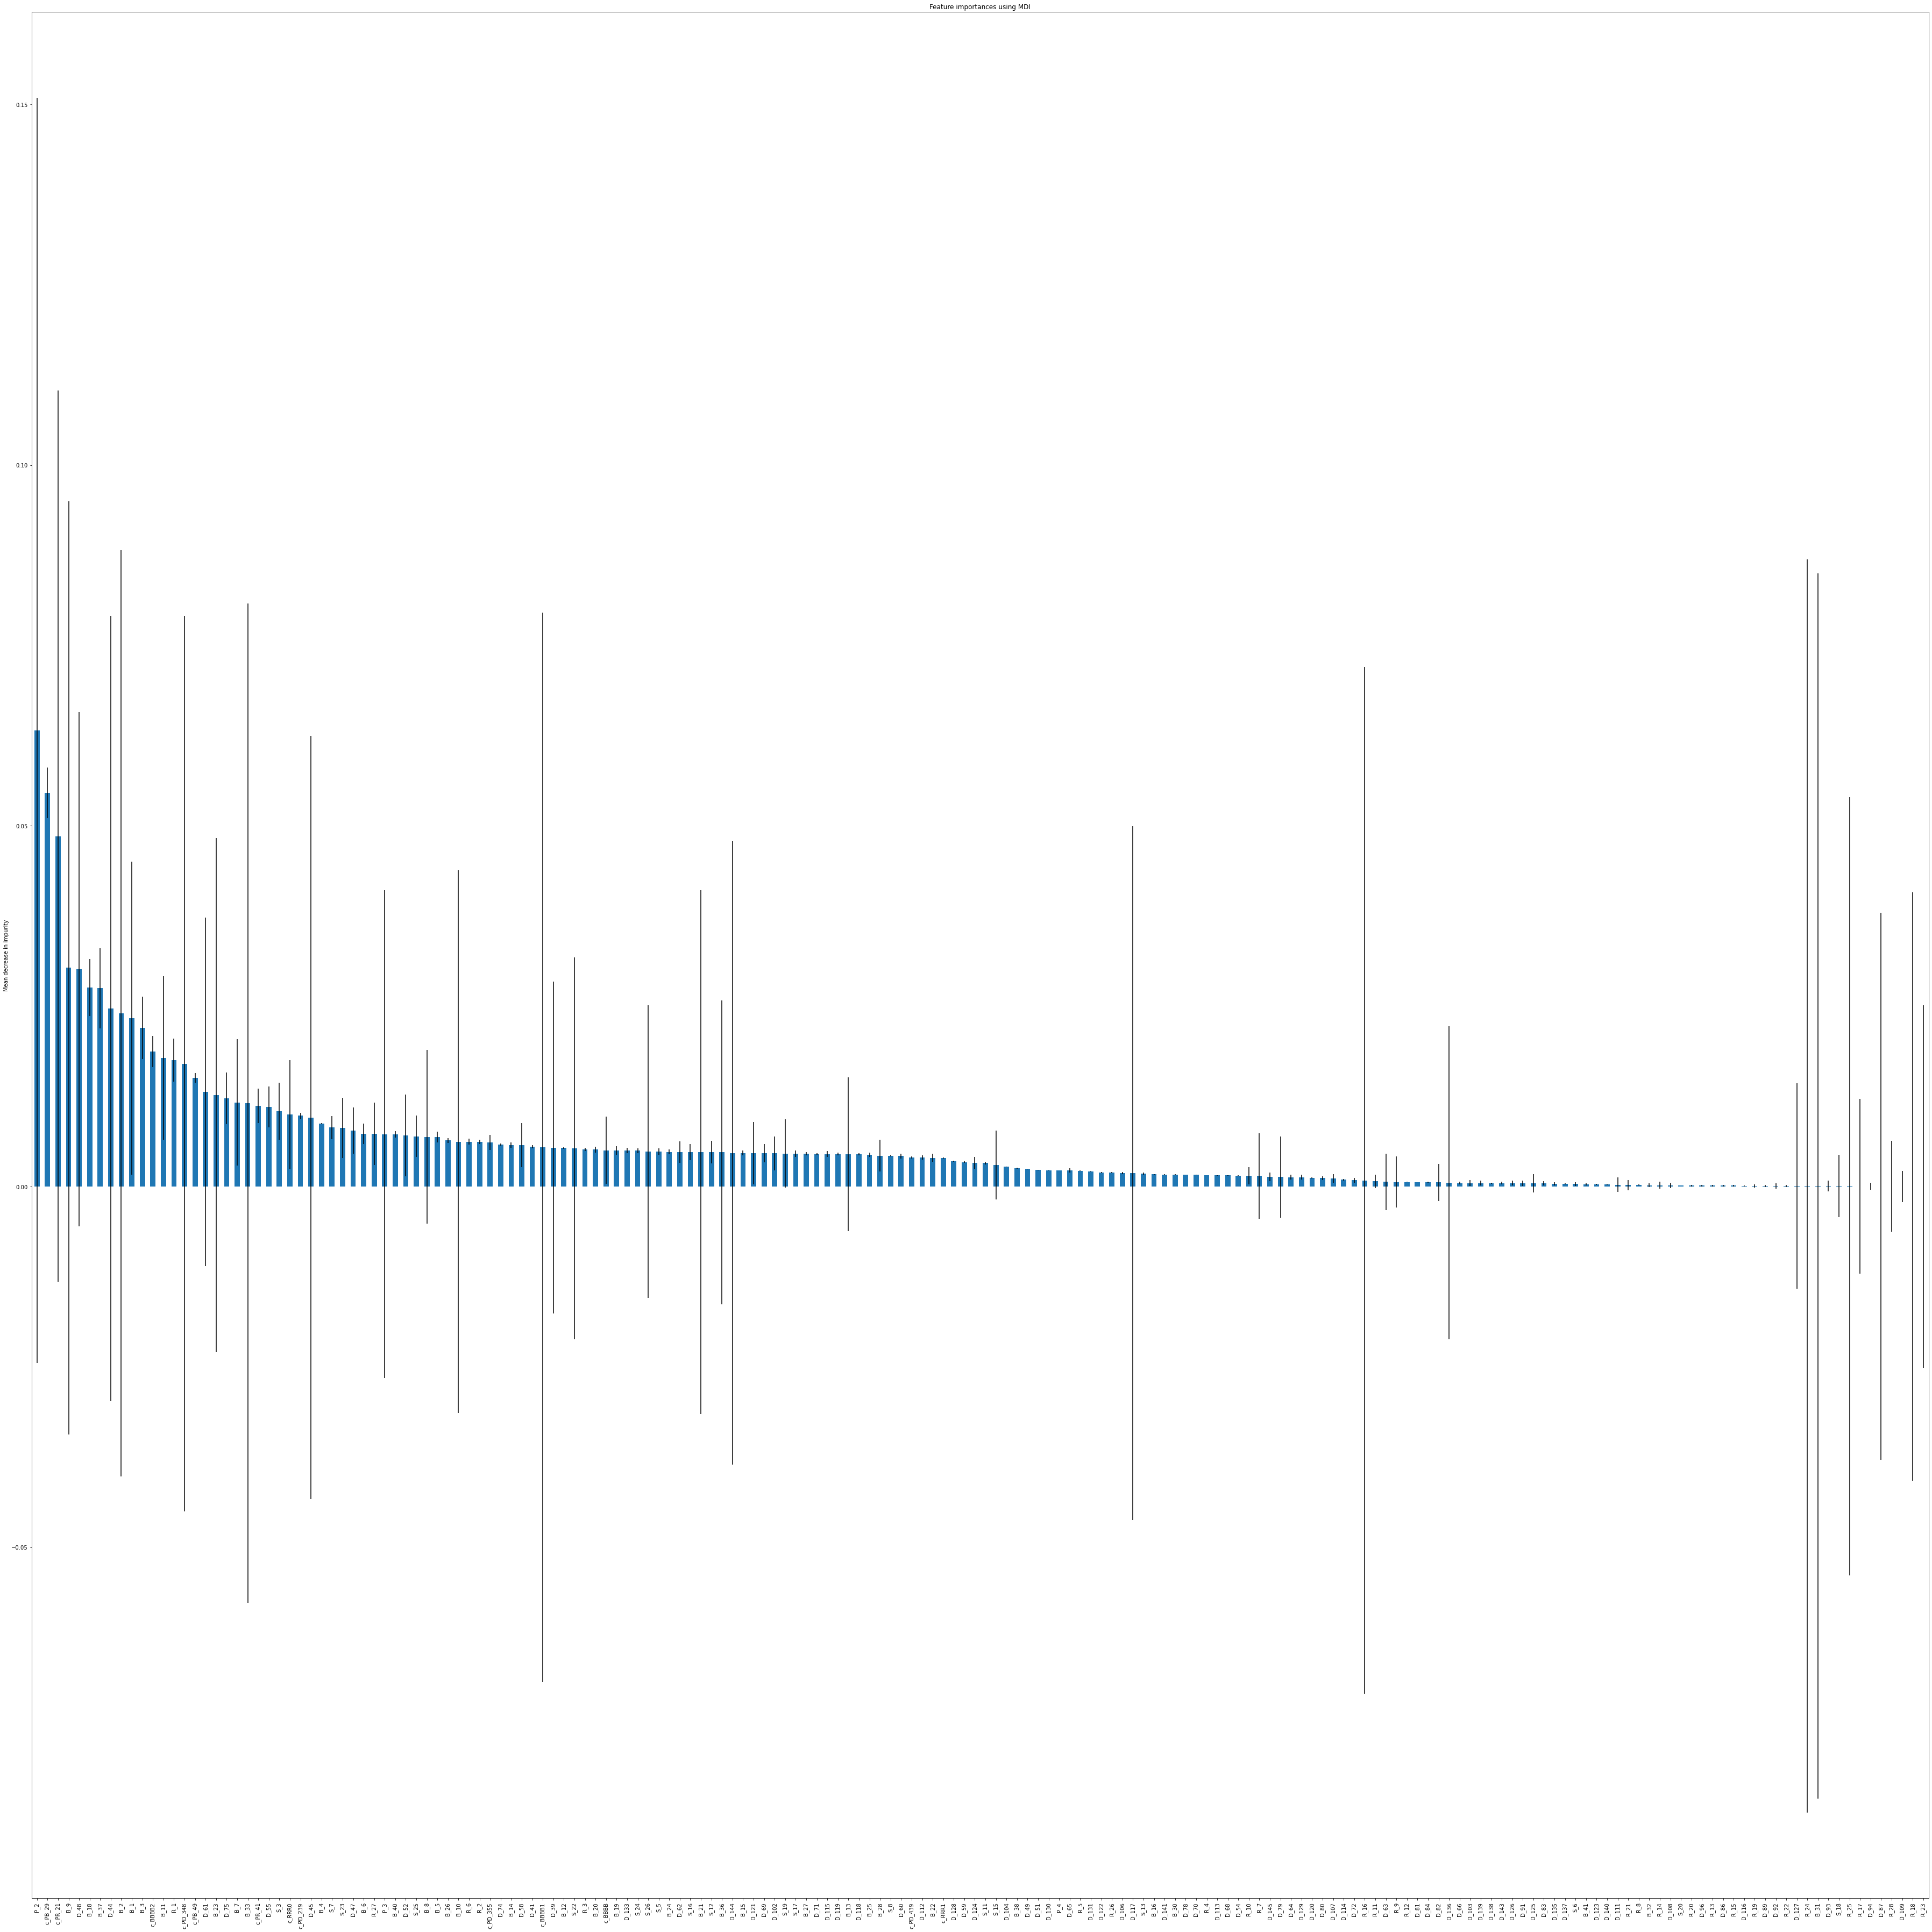 Feature importances using MDI
Mean decrease in impurity
0.15
0.10
0.05
0.00
−0.05
P_2
c_PB_29
c_PR_21
B_9
D_48
B_18
B_37
D_44
B_2
B_1
B_3
c_BBBB2
B_11
R_1
c_PD_348
c_PB_49
D_61
B_23
D_75
B_7
B_33
c_PR_41
D_55
S_3
c_RRR0
c_PD_239
D_45
B_4
S_7
S_23
D_47
B_6
R_27
P_3
B_40
D_52
S_25
B_8
B_5
B_26
B_10
R_6
R_2
c_PD_355
D_74
B_14
D_58
D_41
c_BBBB1
D_39
B_12
S_22
R_3
B_20
c_BBBB
B_19
D_133
S_24
S_26
S_5
B_24
D_62
S_16
B_21
S_12
B_36
D_144
B_15
D_121
D_69
D_102
S_19
S_17
B_27
D_71
D_115
D_119
B_13
D_118
B_25
B_28
S_8
D_60
c_PD_439
D_112
B_22
c_RRR1
D_128
D_59
D_124
S_11
S_15
D_104
B_38
D_49
D_51
D_130
P_4
D_65
R_5
D_131
D_122
R_26
D_106
D_117
S_13
B_16
D_141
B_30
D_78
D_70
R_4
D_113
D_68
D_54
R_10
R_7
D_145
D_79
D_64
D_129
D_120
D_80
D_107
D_114
D_72
R_16
R_11
D_63
R_9
R_12
D_81
D_84
D_82
D_136
D_66
D_139
D_138
D_143
D_126
D_91
D_125
D_83
D_135
D_137
S_6
B_41
D_123
D_140
D_111
R_21
R_8
B_32
R_14
D_108
S_20
R_20
D_96
R_13
D_86
R_15
D_116
R_19
D_89
D_92
R_22
D_127
R_24
B_31
D_93
S_18
R_17
D_94
D_87
R_28
D_109
R_18